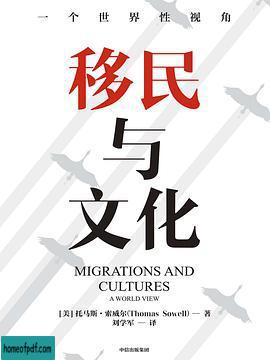 一个世界性视角
移民
与
文化
MIGRATIONS AND
CULTURES
A WORLD VIEW
[美] 托马斯·索威尔(Thomas Sowell) — 著
刘学军 — 译
中信出版集团
homeofpdf.com